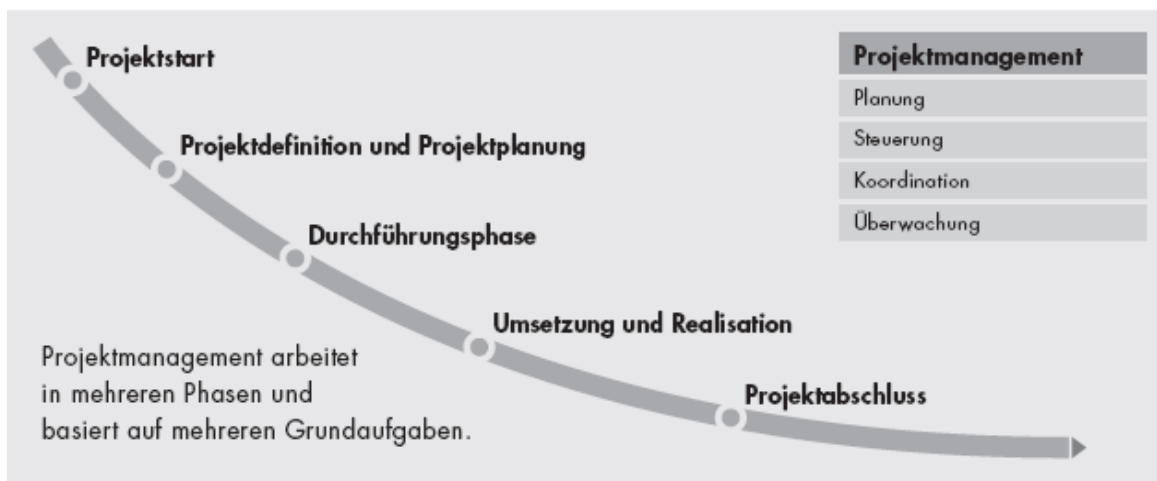 Projektstart
Projektdefinition und Projektplanung
Durchführungsphase
Umsetzung und Realisation
Projektabschluss
Projektmanagement arbeitet
in mehreren Phasen und
basiert auf mehreren Grundaufgaben.
Projektmanagement
Planung
Steuerung
Koordination
Überwachung